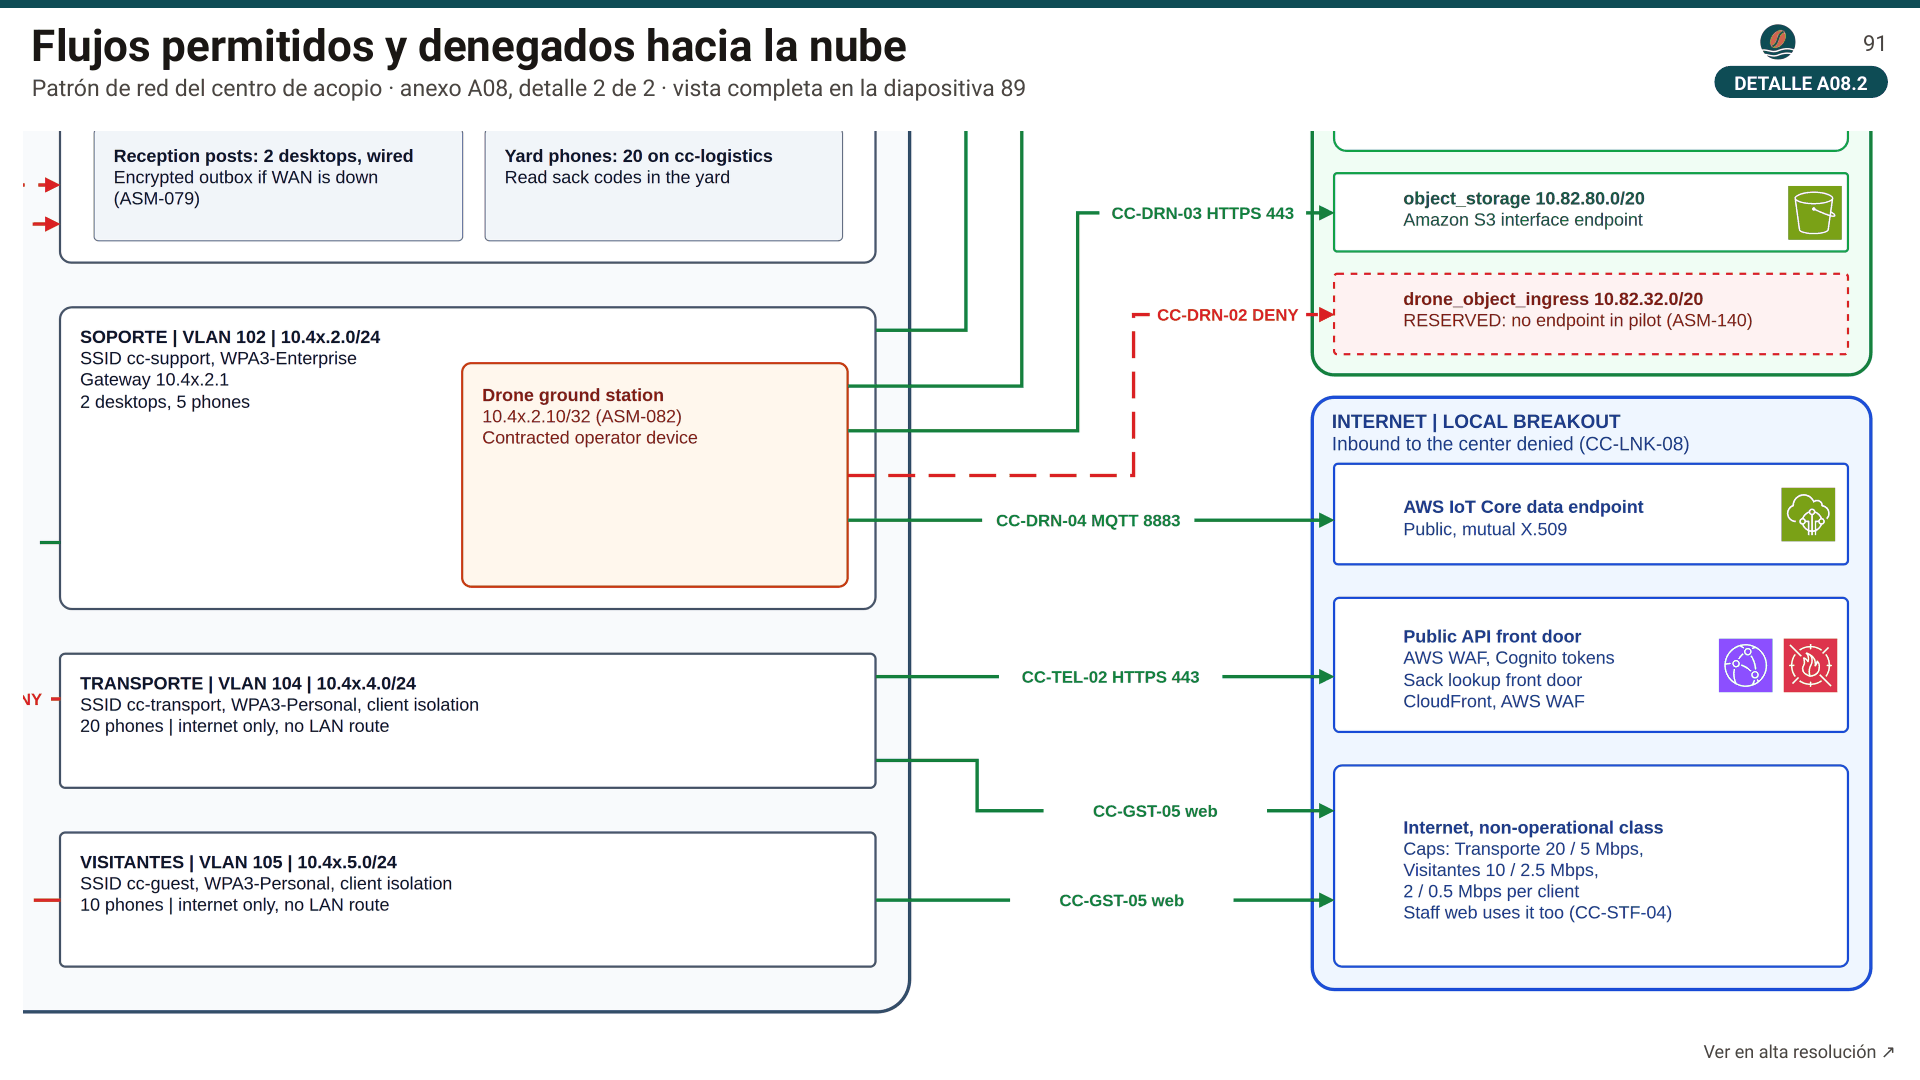 Flujos permitidos y denegados hacia la nube
Patrón de red del centro de acopio · anexo A08, detalle 2 de 2 · vista completa en la diapositiva 89
91
DETALLE A08.2
Reception posts: 2 desktops, wired
Encrypted outbox if WAN is down
(ASM-079)
Yard phones: 20 on cc-logistics
Read sack codes in the yard
SOPORTE | VLAN 102 | 10.4x.2.0/24
SSID cc-support, WPA3-Enterprise
Gateway 10.4x.2.1
2 desktops, 5 phones
Drone ground station
10.4x.2.10/32 (ASM-082)
Contracted operator device
NY
TRANSPORTE | VLAN 104 | 10.4x.4.0/24
SSID cc-transport, WPA3-Personal, client isolation
20 phones | internet only, no LAN route
VISITANTES | VLAN 105 | 10.4x.5.0/24
SSID cc-guest, WPA3-Personal, client isolation
10 phones | internet only, no LAN route
CC-DRN-03 HTTPS 443
CC-DRN-02 DENY
CC-DRN-04 MQTT 8883
CC-TEL-02 HTTPS 443
CC-GST-05 web
CC-GST-05 web
object_storage 10.82.80.0/20
Amazon S3 interface endpoint
drone_object_ingress 10.82.32.0/20
RESERVED: no endpoint in pilot (ASM-140)
INTERNET | LOCAL BREAKOUT
Inbound to the center denied (CC-LNK-08)
AWS IoT Core data endpoint
Public, mutual X.509
Public API front door
AWS WAF, Cognito tokens
Sack lookup front door
CloudFront, AWS WAF
Internet, non-operational class
Caps: Transporte 20 / 5 Mbps,
Visitantes 10 / 2.5 Mbps,
2 / 0.5 Mbps per client
Staff web uses it too (CC-STF-04)
Ver en alta resolución ↗